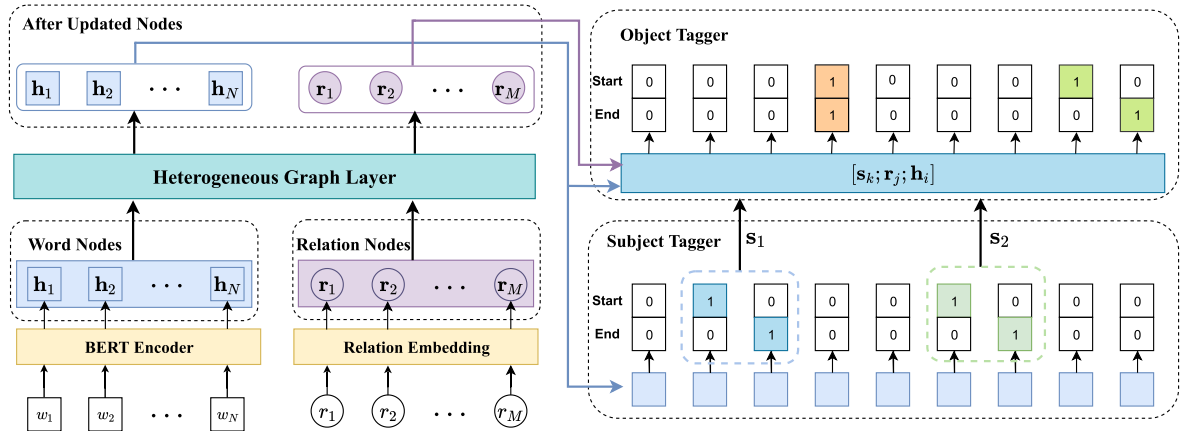 After Updated Nodes
h1 h2 ··· hN
r1 r2 ··· rM
Heterogeneous Graph Layer
Word Nodes
Relation Nodes
h1 h2 ··· hN
r1 r2 ··· rM
BERT Encoder
Relation Embedding
w1 w2 ··· wN
r1 r2 ··· rM
Object Tagger
Start 0 0 0 1 0 0 0 1 0
End 0 0 0 1 0 0 0 0 1
[sk; rj; hi]
s1 s2
Subject Tagger
Start 0 1 0 0 0 1 0 0 0
End 0 0 1 0 0 0 1 0 0